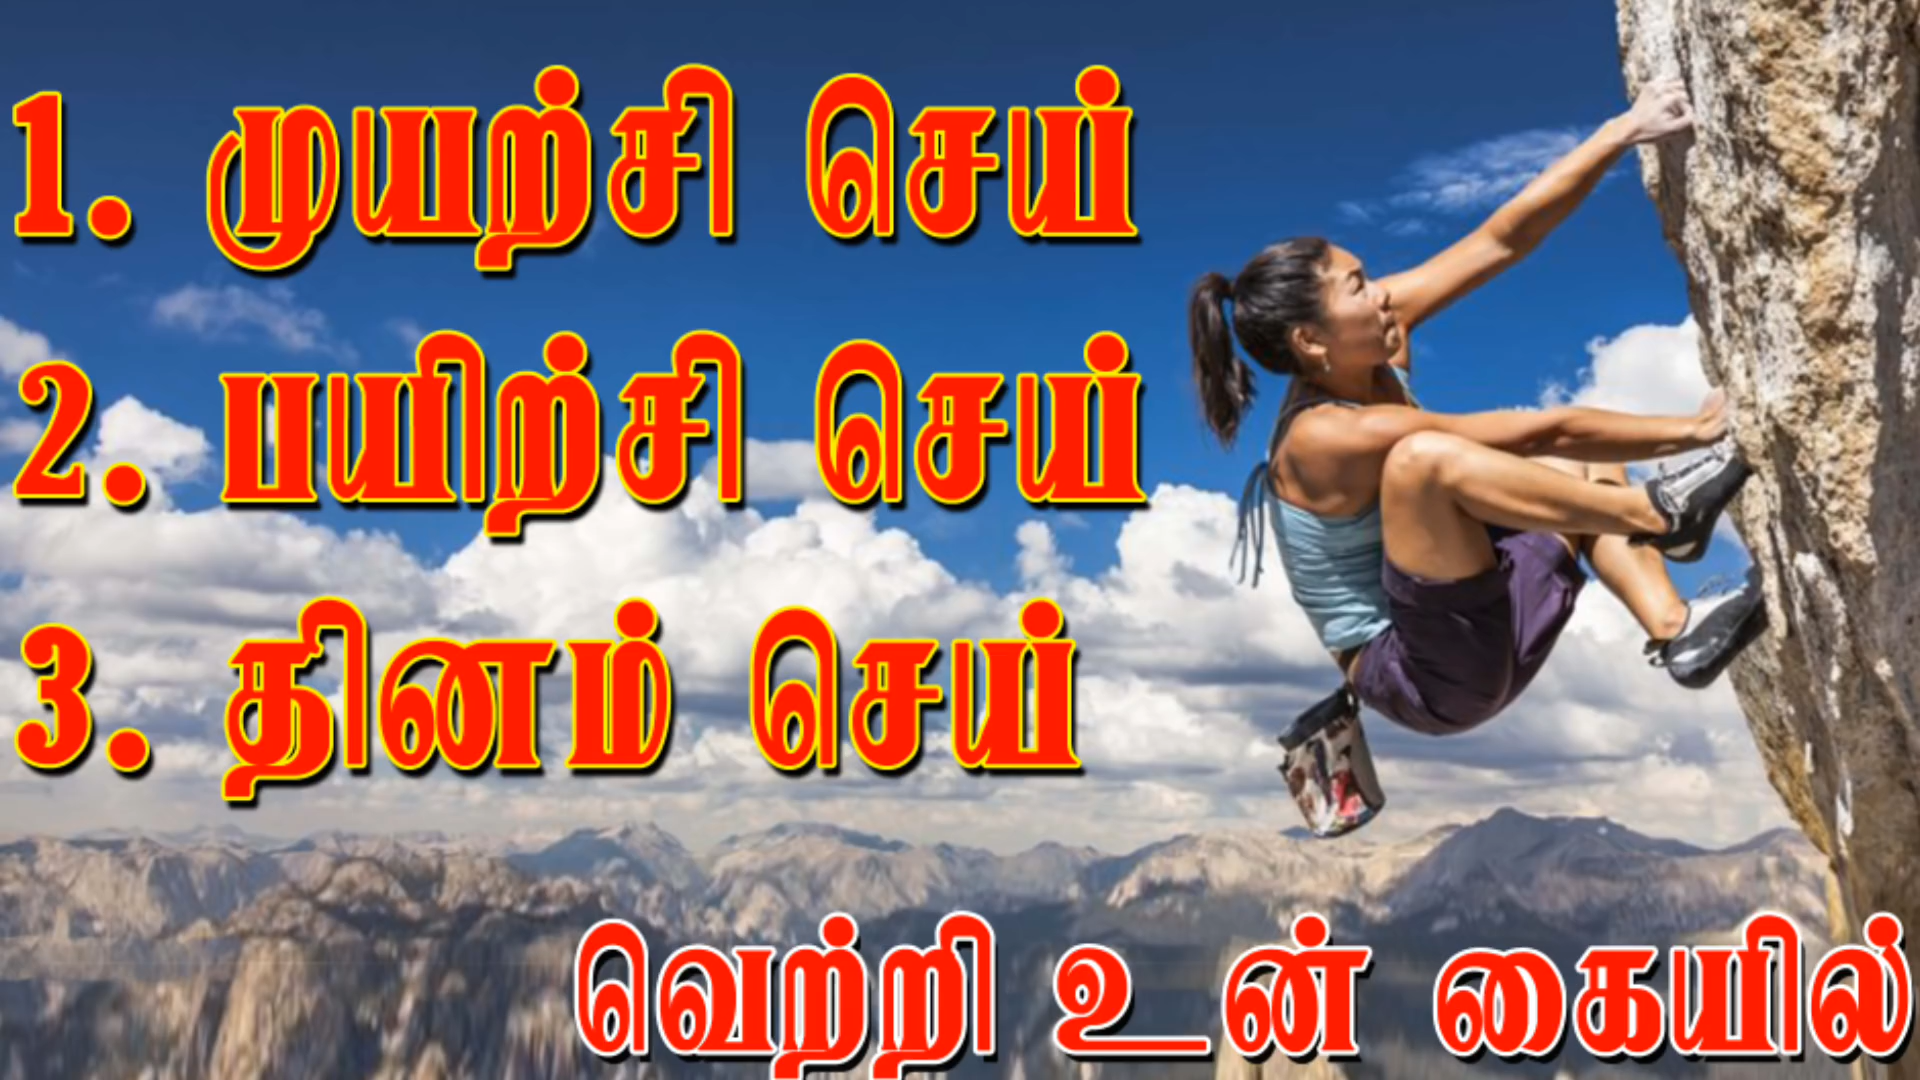 1. முயற்சி செய்
2. பயிற்சி செய்
3. தினம் செய்
வெற்றி உன் கையில்